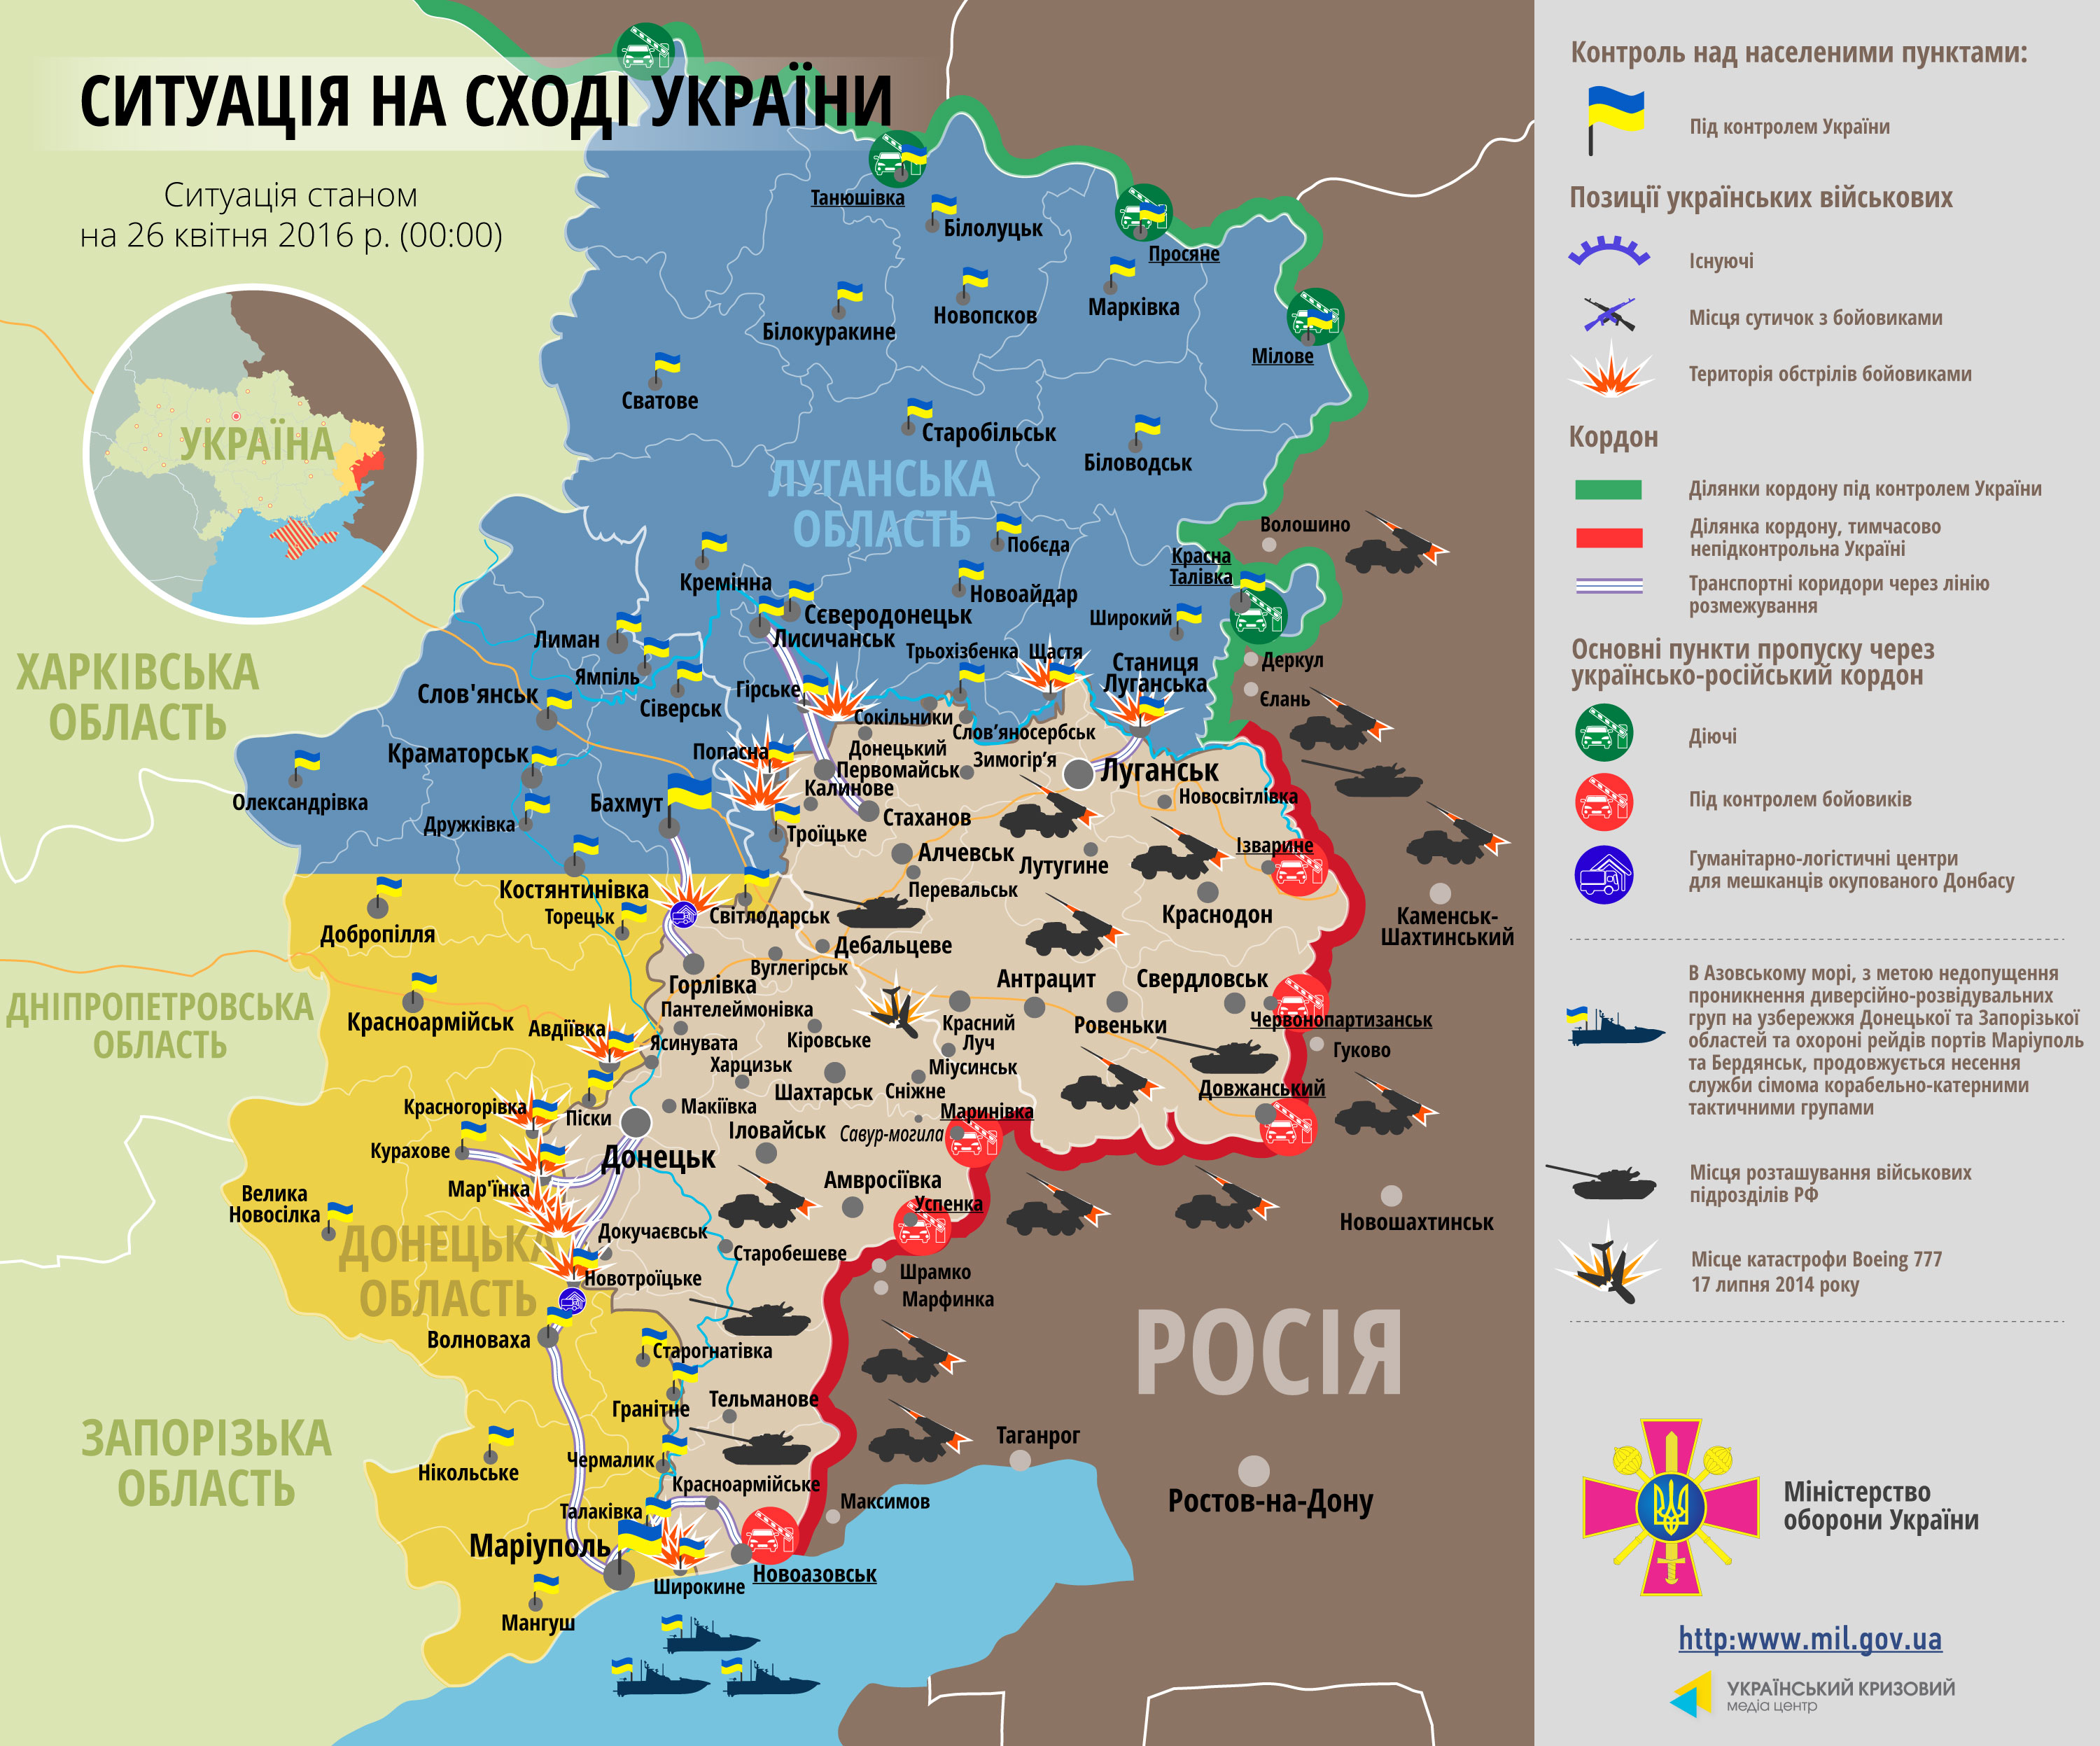 СИТУАЦІЯ НА СХОДІ УКРАЇНИ
Ситуація станом
на 26 квітня 2016 р. (00:00)
УКРАЇНА
ХАРКІВСЬКА
ОБЛАСТЬ
ДНІПРОПЕТРОВСЬКА
ОБЛАСТЬ
ЗАПОРІЗЬКА
ОБЛАСТЬ
ЛУГАНСЬКА
ОБЛАСТЬ
ДОНЕЦЬКА
ОБЛАСТЬ
РОСІЯ
Танюшівка
Білолуцьк
Просяне
Новопсков
Марківка
Білокуракине
Мілове
Сватове
Старобільськ
Біловодськ
Волошино
Побєда
Красна
Талівка
Кремінна
Новоайдар
Сєверодонецьк
Широкий
Лиман
Лисичанськ
Трьохізбенка
Щастя
Станиця
Луганська
Деркул
Ямпіль
Слов'янськ
Сіверськ
Гірське
Єлань
Сокільники
Слов’яносербськ
Краматорськ
Попасна
Донецький
Первомайськ
Зимогір’я
Луганськ
Олександрівка
Бахмут
Калинове
Новосвітлівка
Дружківка
Троїцьке
Стаханов
Ізварине
Алчевськ
Лутугине
Костянтинівка
Перевальськ
Торецьк
Світлодарськ
Краснодон
Каменськ-
Шахтинський
Добропілля
Дебальцеве
Вуглегірськ
Горлівка
Антрацит
Свердловськ
Пантелеймонівка
Красноармійськ
Авдіївка
Красний
Луч
Ровеньки
Червонопартизанськ
Ясинувата
Кіровське
Гуково
Харцизьк
Міусинськ
Шахтарськ
Сніжне
Довжанський
Красногорівка
Піски
Макіївка
Маринівка
Іловайськ
Савур-могила
Курахове
Донецьк
Мар'їнка
Амвросіївка
Велика
Новосілка
Успенка
Новошахтинськ
Докучаєвськ
Старобешеве
Шрамко
Новотроїцьке
Марфинка
Волноваха
Старогнатівка
Гранітне
Тельманове
Таганрог
Нікольське
Чермалик
Красноармійське
Максимов
Ростов-на-Дону
Талаківка
Маріуполь
Широкине
Новоазовськ
Мангуш
Контроль над населеними пунктами:
Під контролем України
Позиції українських військових
Існуючі
Місця сутичок з бойовиками
Територія обстрілів бойовиками
Кордон
Ділянки кордону під контролем України
Ділянка кордону, тимчасово
непідконтрольна Україні
Транспортні коридори через лінію
розмежування
Основні пункти пропуску через
українсько-російський кордон
Діючі
Під контролем бойовиків
Гуманітарно-логістичні центри
для мешканців окупованого Донбасу
В Азовському морі, з метою недопущення
проникнення диверсійно-розвідувальних
груп на узбережжя Донецької та Запорізької
областей та охороні рейдів портів Маріуполь
та Бердянськ, продовжується несення
служби сімома корабельно-катерними
тактичними групами
Місця розташування військових
підрозділів РФ
Місце катастрофи Boeing 777
17 липня 2014 року
Міністерство
оборони України
http:www.mil.gov.ua
УКРАЇНСЬКИЙ КРИЗОВИЙ
медіа центр